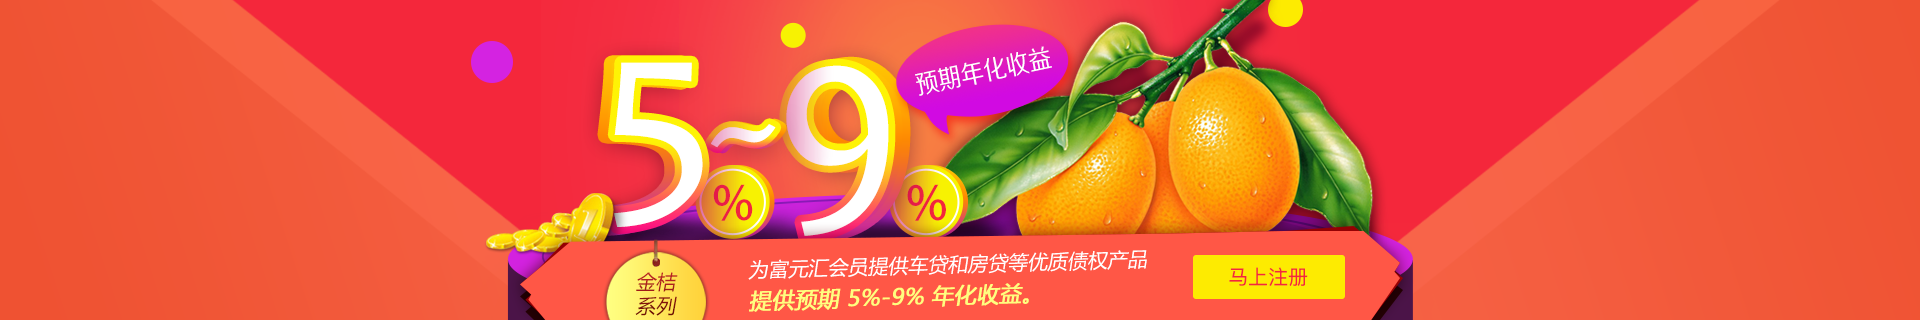 5%~9%
预期年化收益
金桔
系列
为富元汇会员提供车贷和房贷等优质债权产品
提供预期 5%-9% 年化收益。
马上注册